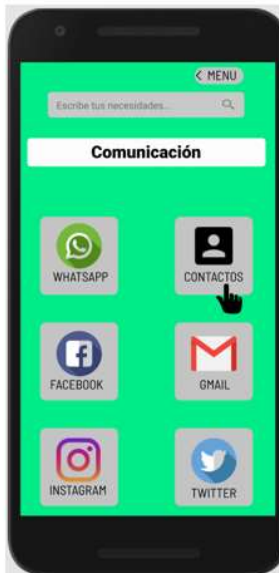 < MENU
Escribe tus necesidades...
Comunicación
WHATSAPP
CONTACTOS
FACEBOOK
GMAIL
INSTAGRAM
TWITTER